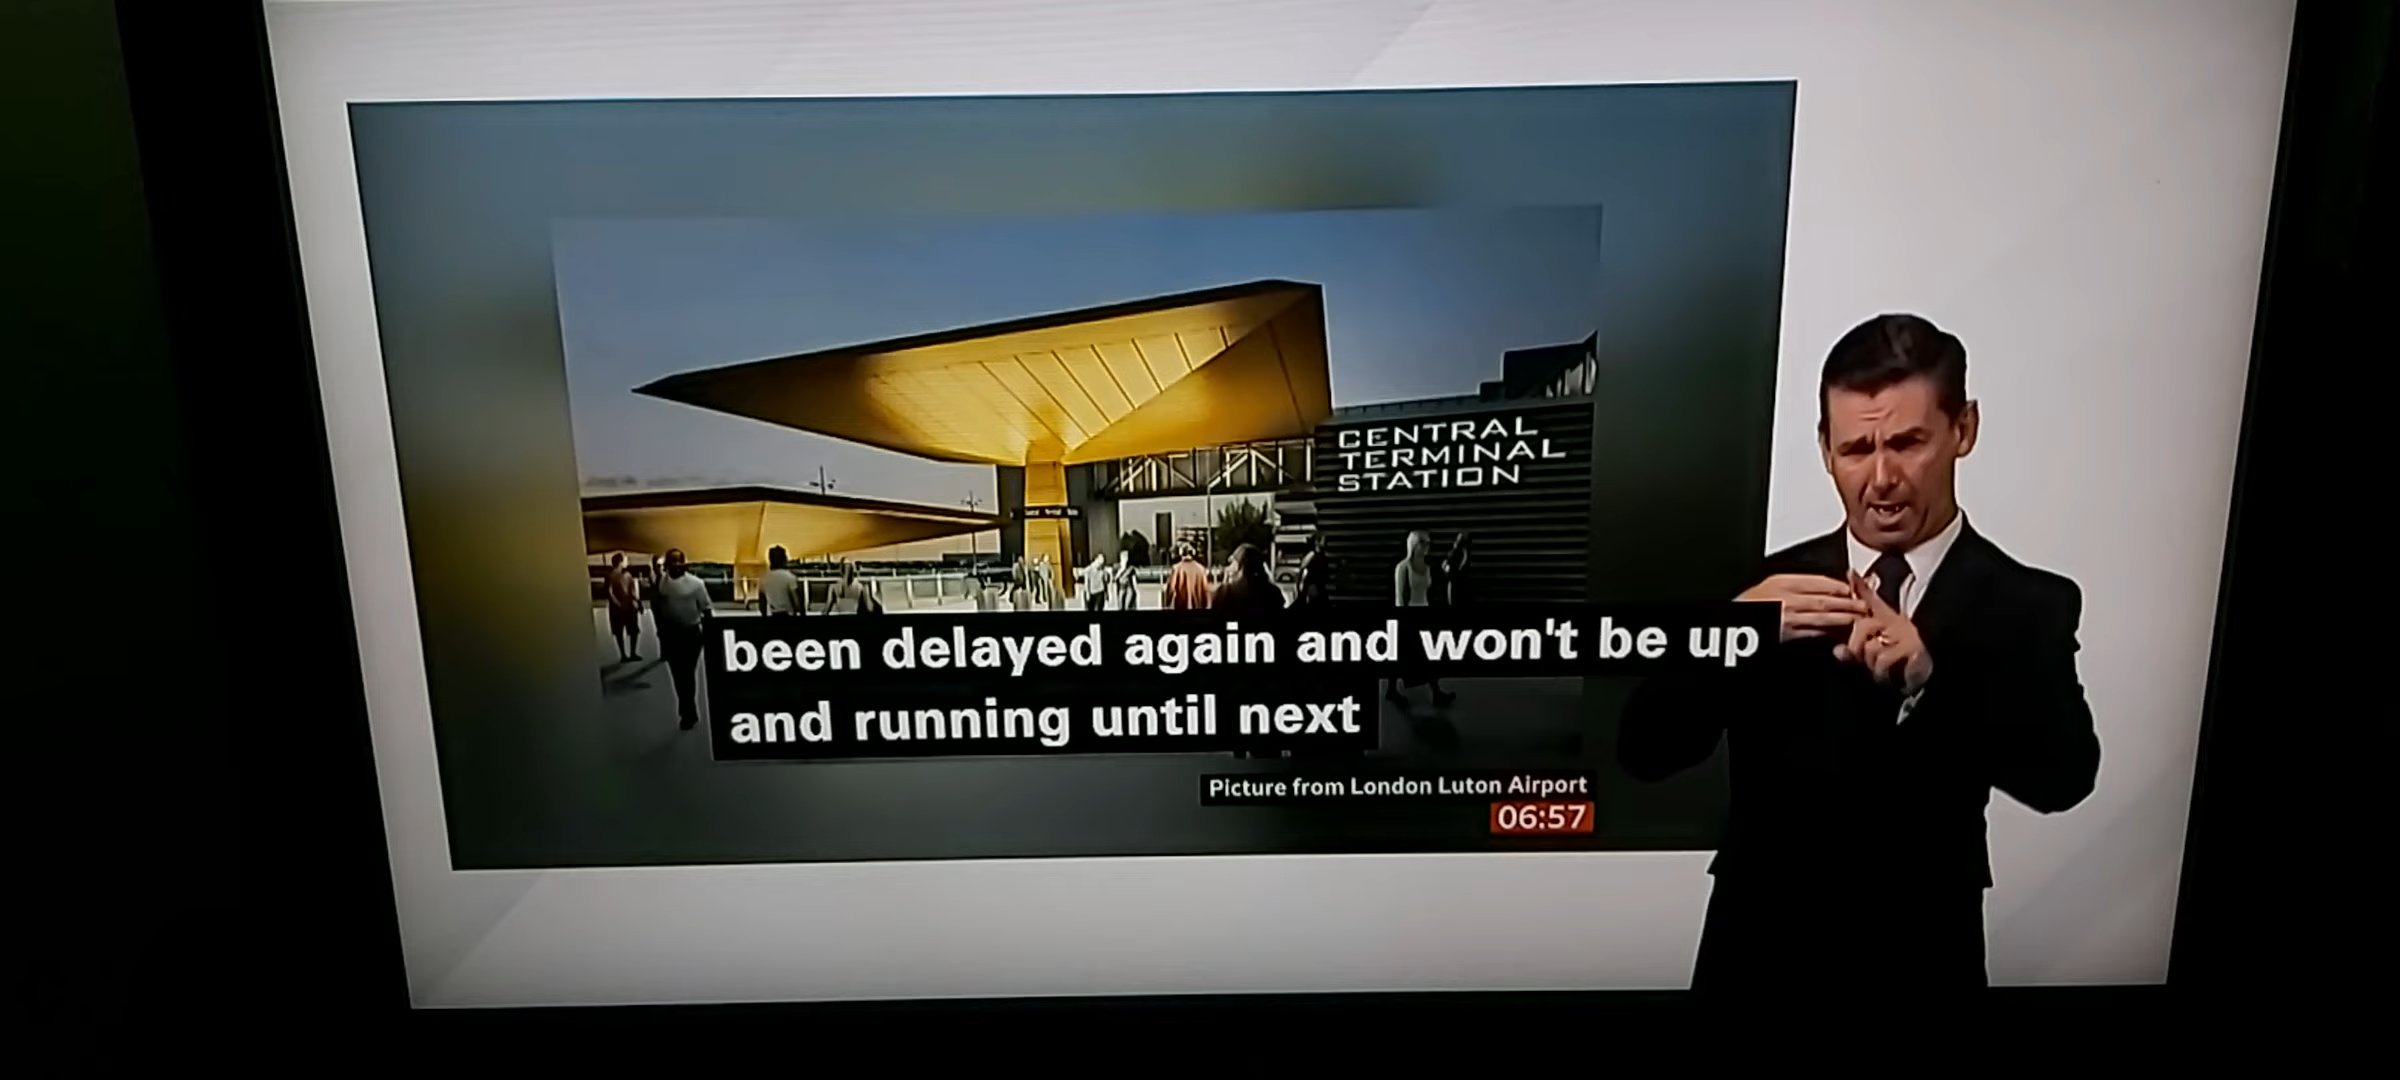 CENTRAL
TERMINAL
STATION
been delayed again and won't be up
and running until next
Picture from London Luton Airport
06:57